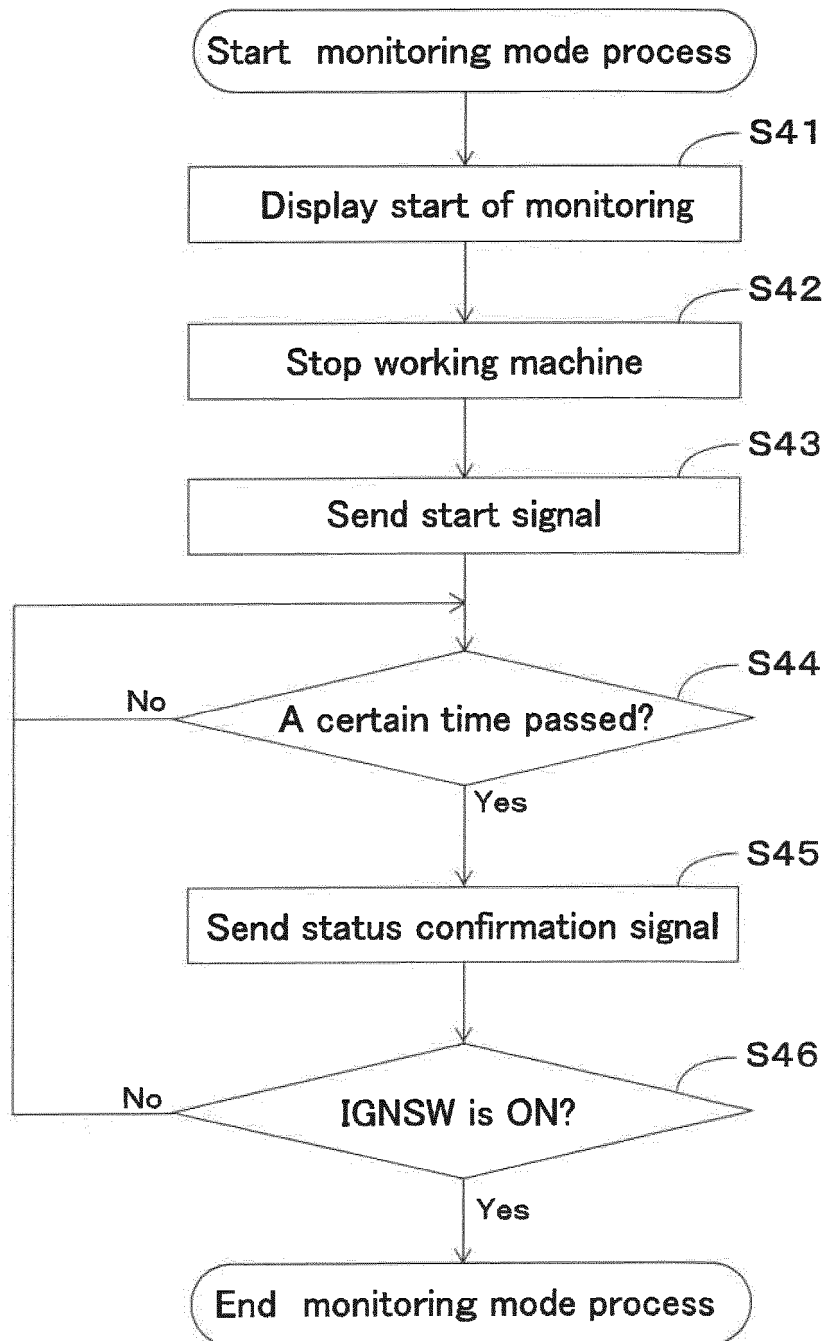 Start monitoring mode process
S41
Display start of monitoring
S42
Stop working machine
S43
Send start signal
S44
No
A certain time passed?
Yes
S45
Send status confirmation signal
S46
No
IGNSW is ON?
Yes
End monitoring mode process